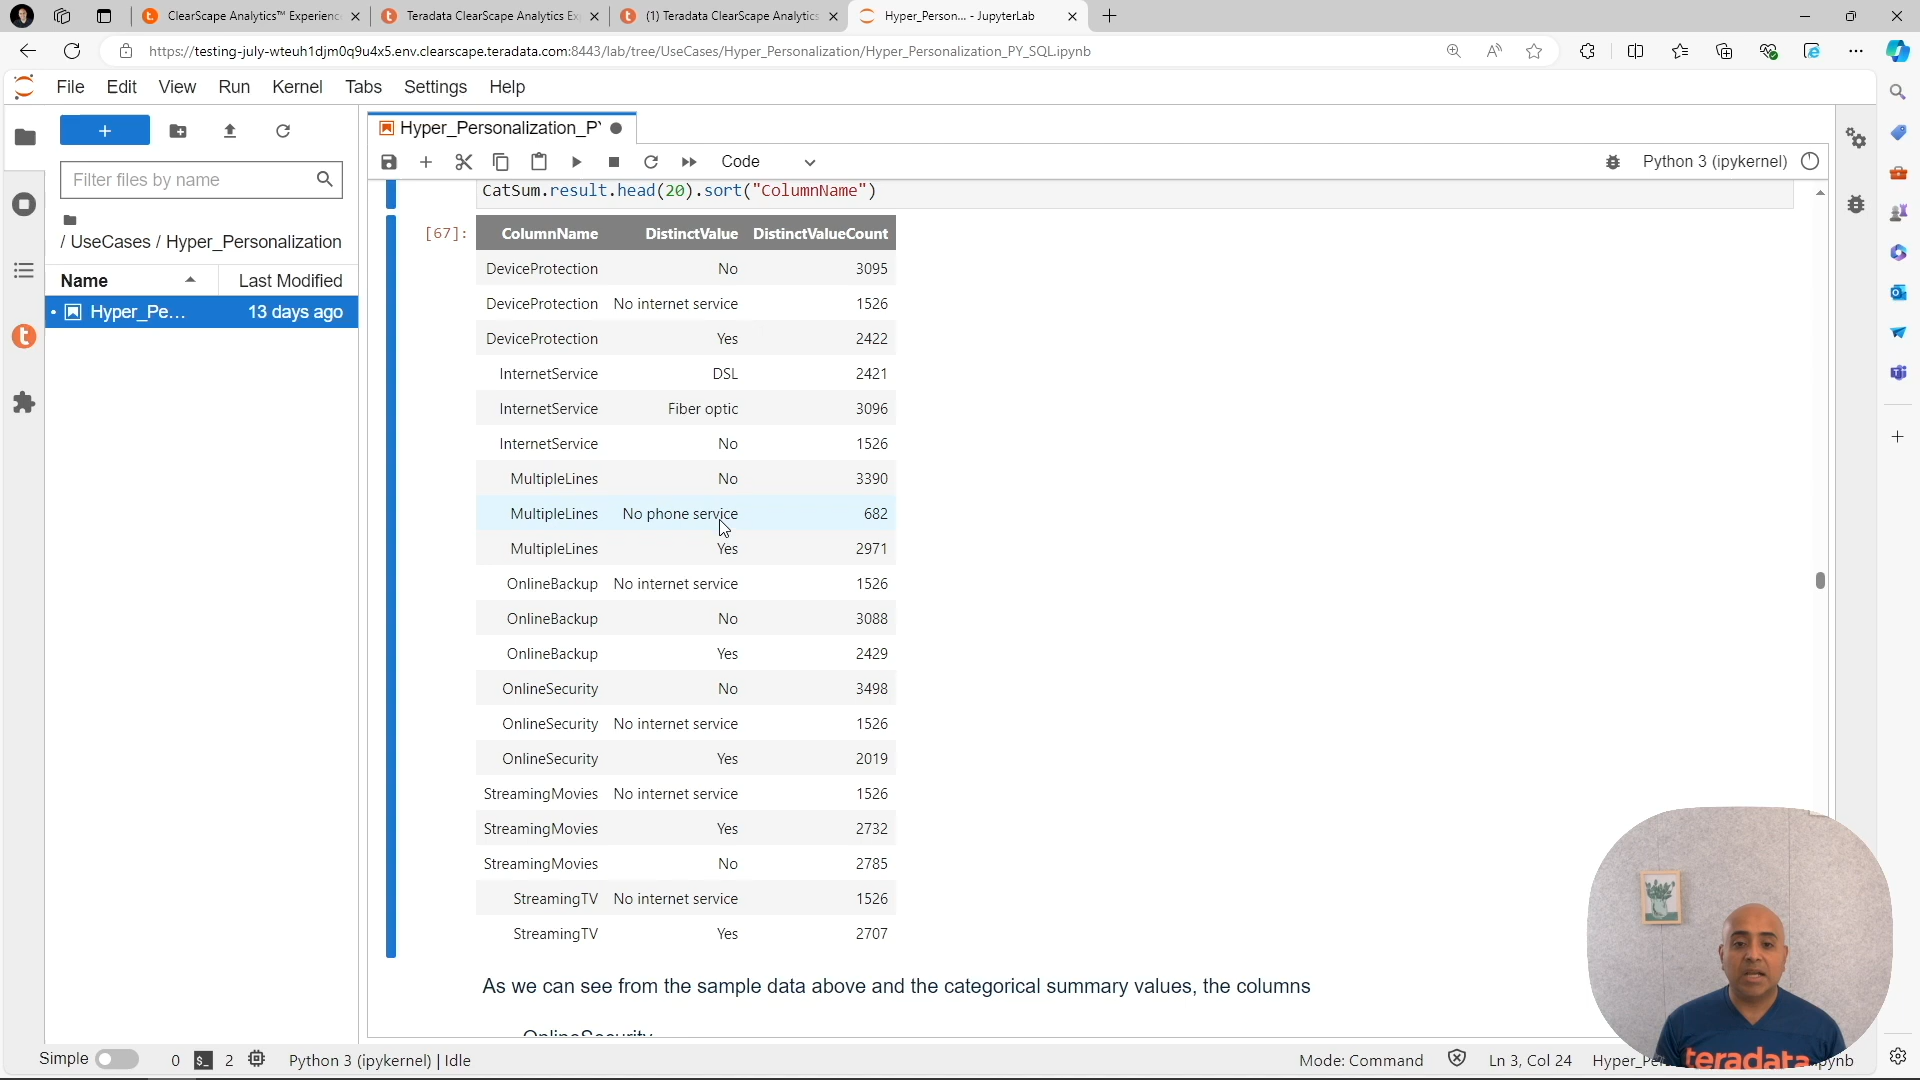 ClearScape Analytics™ Experienc
Teradata ClearScape Analytics Ex
(1) Teradata ClearScape Analytics
Hyper_Person... - JupyterLab
https://testing-july-wteuh1djm0q9u4x5.env.clearscape.teradata.com:8443/lab/tree/UseCases/Hyper_Personalization/Hyper_Personalization_PY_SQL.ipynb
File Edit View Run Kernel Tabs Settings Help
Filter files by name
/ UseCases / Hyper_Personalization
Name Last Modified
Hyper_Pe... 13 days ago
Hyper_Personalization_P
Code
Python 3 (ipykernel)
CatSum.result.head(20).sort("ColumnName")
[67]: ColumnName DistinctValue DistinctValueCount
DeviceProtection No 3095
DeviceProtection No internet service 1526
DeviceProtection Yes 2422
InternetService DSL 2421
InternetService Fiber optic 3096
InternetService No 1526
MultipleLines No 3390
MultipleLines No phone service 682
MultipleLines Yes 2971
OnlineBackup No internet service 1526
OnlineBackup No 3088
OnlineBackup Yes 2429
OnlineSecurity No 3498
OnlineSecurity No internet service 1526
OnlineSecurity Yes 2019
StreamingMovies No internet service 1526
StreamingMovies Yes 2732
StreamingMovies No 2785
StreamingTV No internet service 1526
StreamingTV Yes 2707
As we can see from the sample data above and the categorical summary values, the columns
OnlineSecurity
teradata.
Simple 0 2 Python 3 (ipykernel) | Idle
Mode: Command Ln 3, Col 24 Hyper_Pe pynb